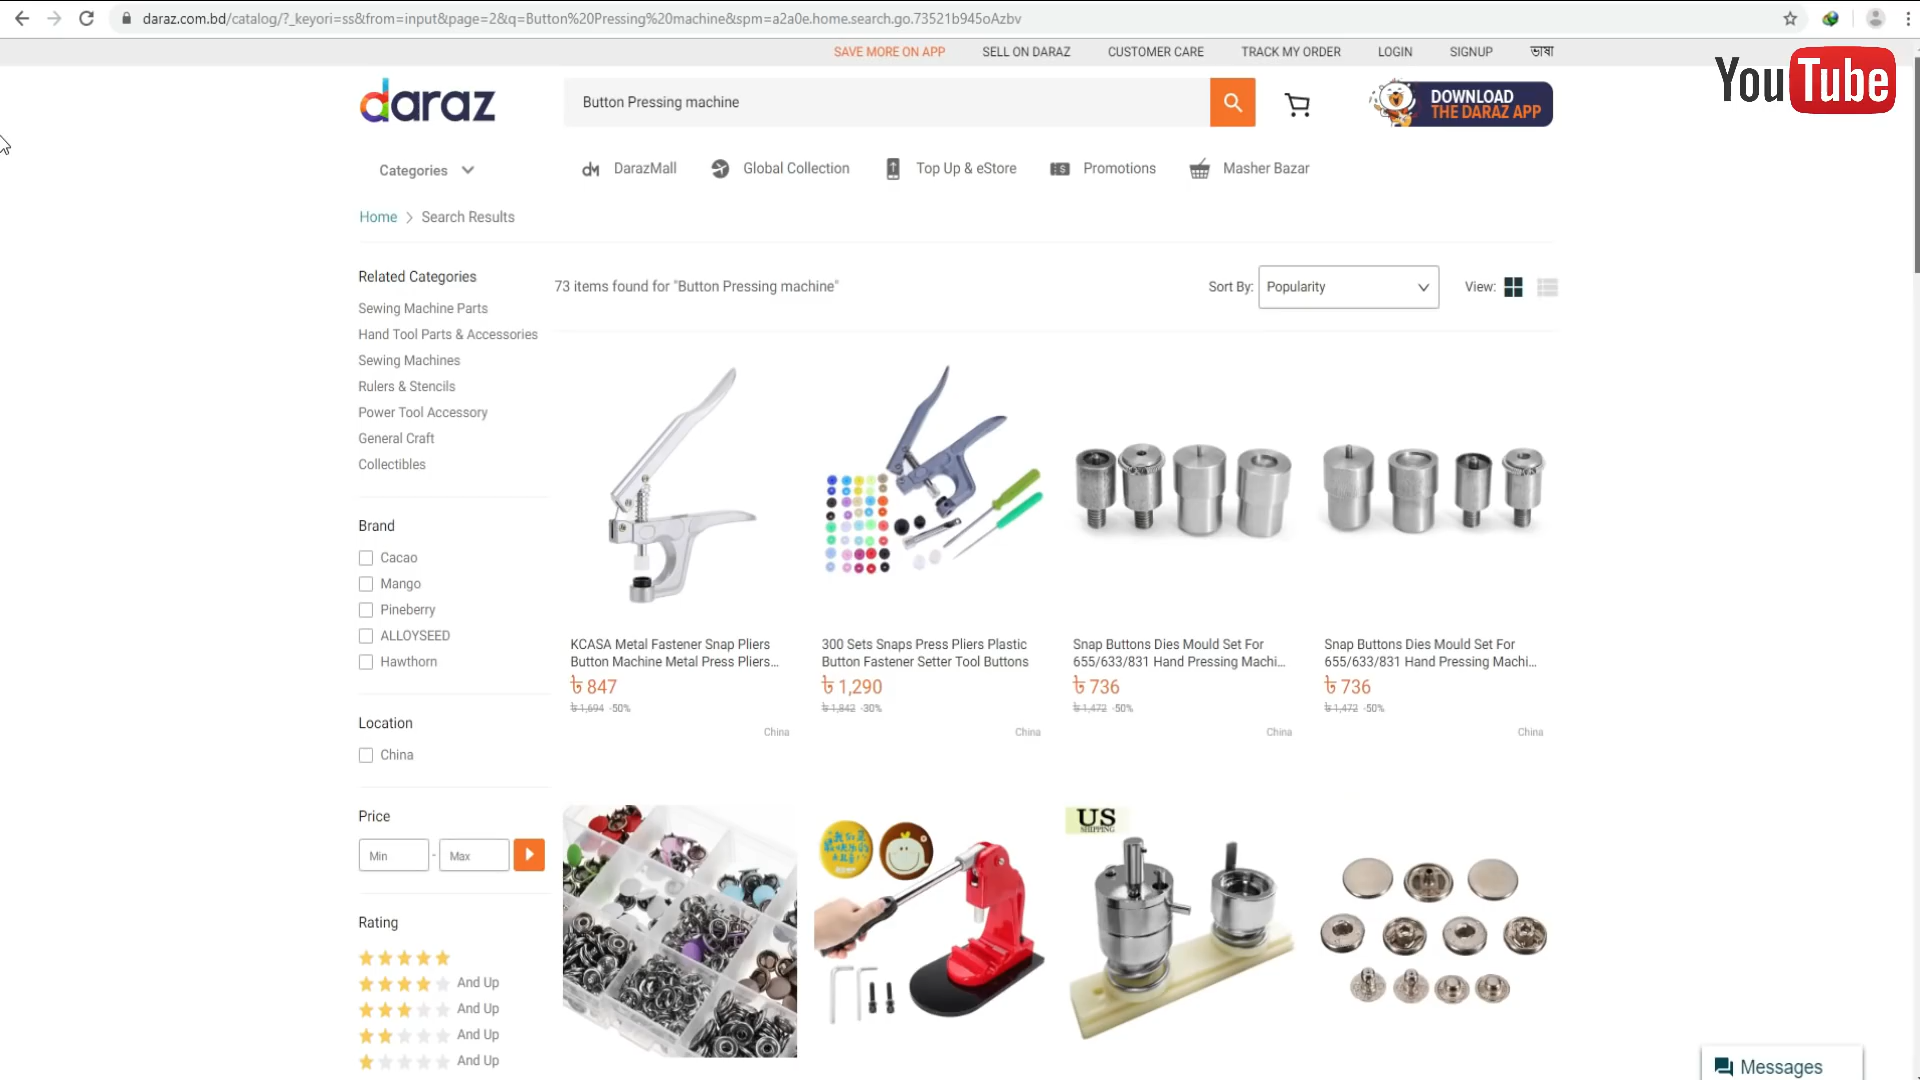 daraz.com.bd/catalog/?_keyori=ss&from=input&page=2&q=Button%20Pressing%20machine&spm=a2a0e.home.search.go.73521b945oAzbv
SAVE MORE ON APP
SELL ON DARAZ
CUSTOMER CARE
TRACK MY ORDER
LOGIN
SIGNUP
ভাষা
YouTube
daraz
Button Pressing machine
DOWNLOAD
THE DARAZ APP
Categories
DarazMall
Global Collection
Top Up & eStore
Promotions
Masher Bazar
Home
Search Results
Related Categories
Sewing Machine Parts
Hand Tool Parts & Accessories
Sewing Machines
Rulers & Stencils
Power Tool Accessory
General Craft
Collectibles
Brand
Cacao
Mango
Pineberry
ALLOYSEED
Hawthorn
Location
China
Price
Min
-
Max
Rating
And Up
And Up
And Up
And Up
73 items found for "Button Pressing machine"
Sort By:
Popularity
View:
KCASA Metal Fastener Snap Pliers
Button Machine Metal Press Pliers...
৳ 847
৳ 1,694 -50%
China
300 Sets Snaps Press Pliers Plastic
Button Fastener Setter Tool Buttons
৳ 1,290
৳ 1,842 -30%
China
Snap Buttons Dies Mould Set For
655/633/831 Hand Pressing Machi...
৳ 736
৳ 1,472 -50%
China
Snap Buttons Dies Mould Set For
655/633/831 Hand Pressing Machi...
৳ 736
৳ 1,472 -50%
China
US
SHIPPING
Messages